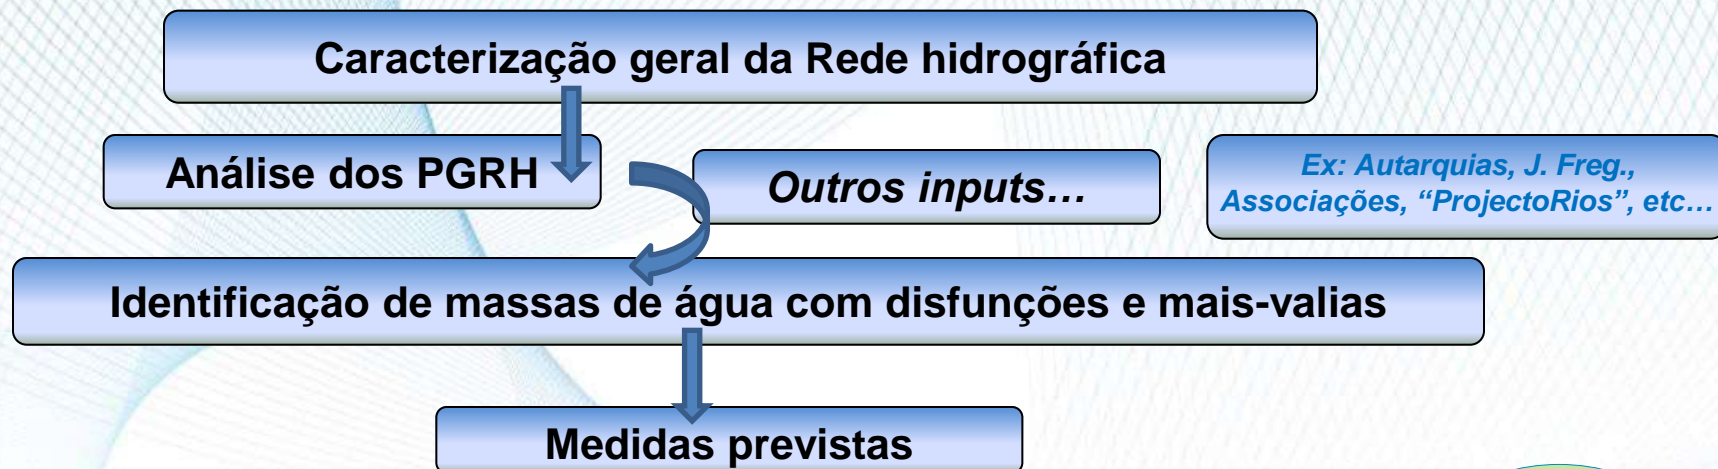 Caracterização geral da Rede hidrográfica
Análise dos PGRH
Outros inputs…
Ex: Autarquias, J. Freg.,
Associações, “ProjectoRios”, etc…
Identificação de massas de água com disfunções e mais-valias
Medidas previstas